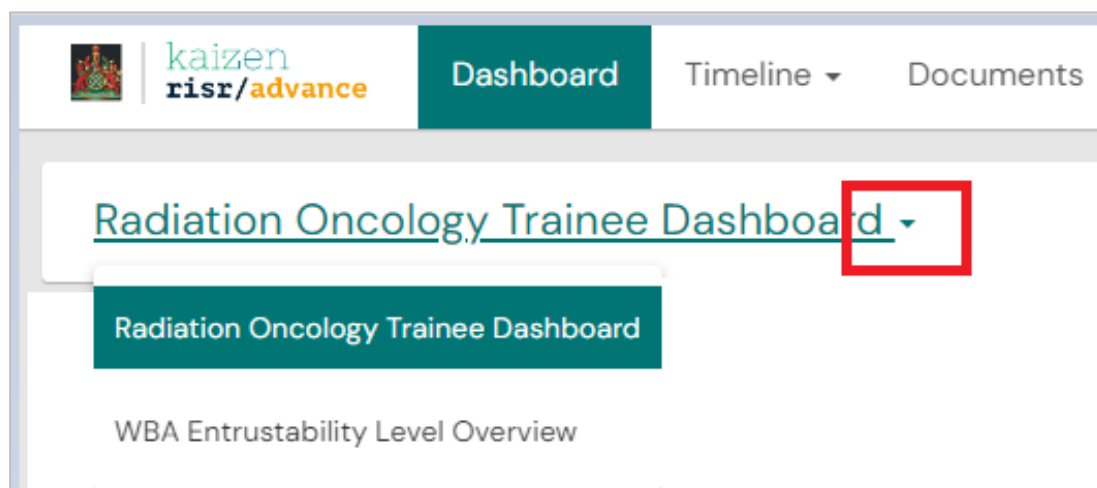 kaizen
risr/advance
Dashboard
Timeline
Documents
Radiation Oncology Trainee Dashboard
Radiation Oncology Trainee Dashboard
WBA Entrustability Level Overview